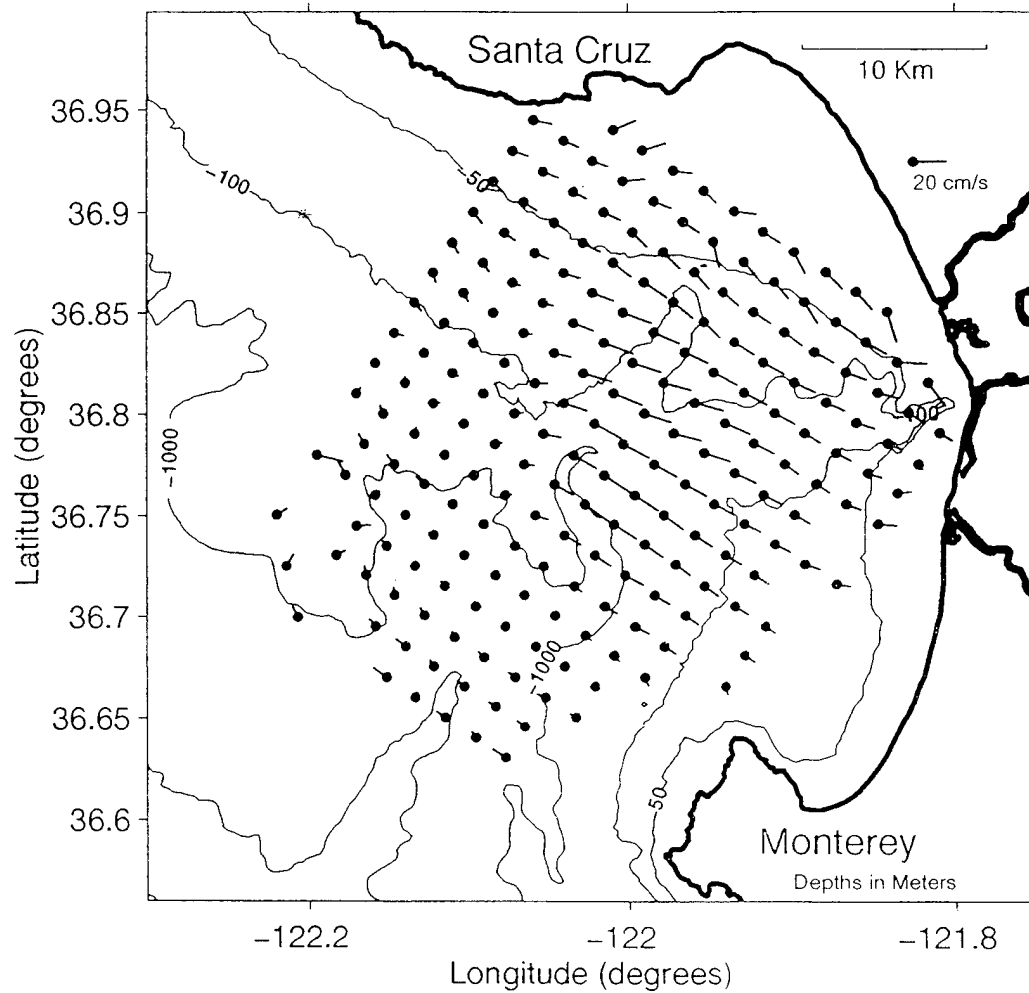 Santa Cruz
10 Km
20 cm/s
-50
-100
-1000
100
-1000
50
Monterey
Depths in Meters
36.95
36.9
36.85
36.8
36.75
36.7
36.65
36.6
Latitude (degrees)
-122.2
-122
-121.8
Longitude (degrees)